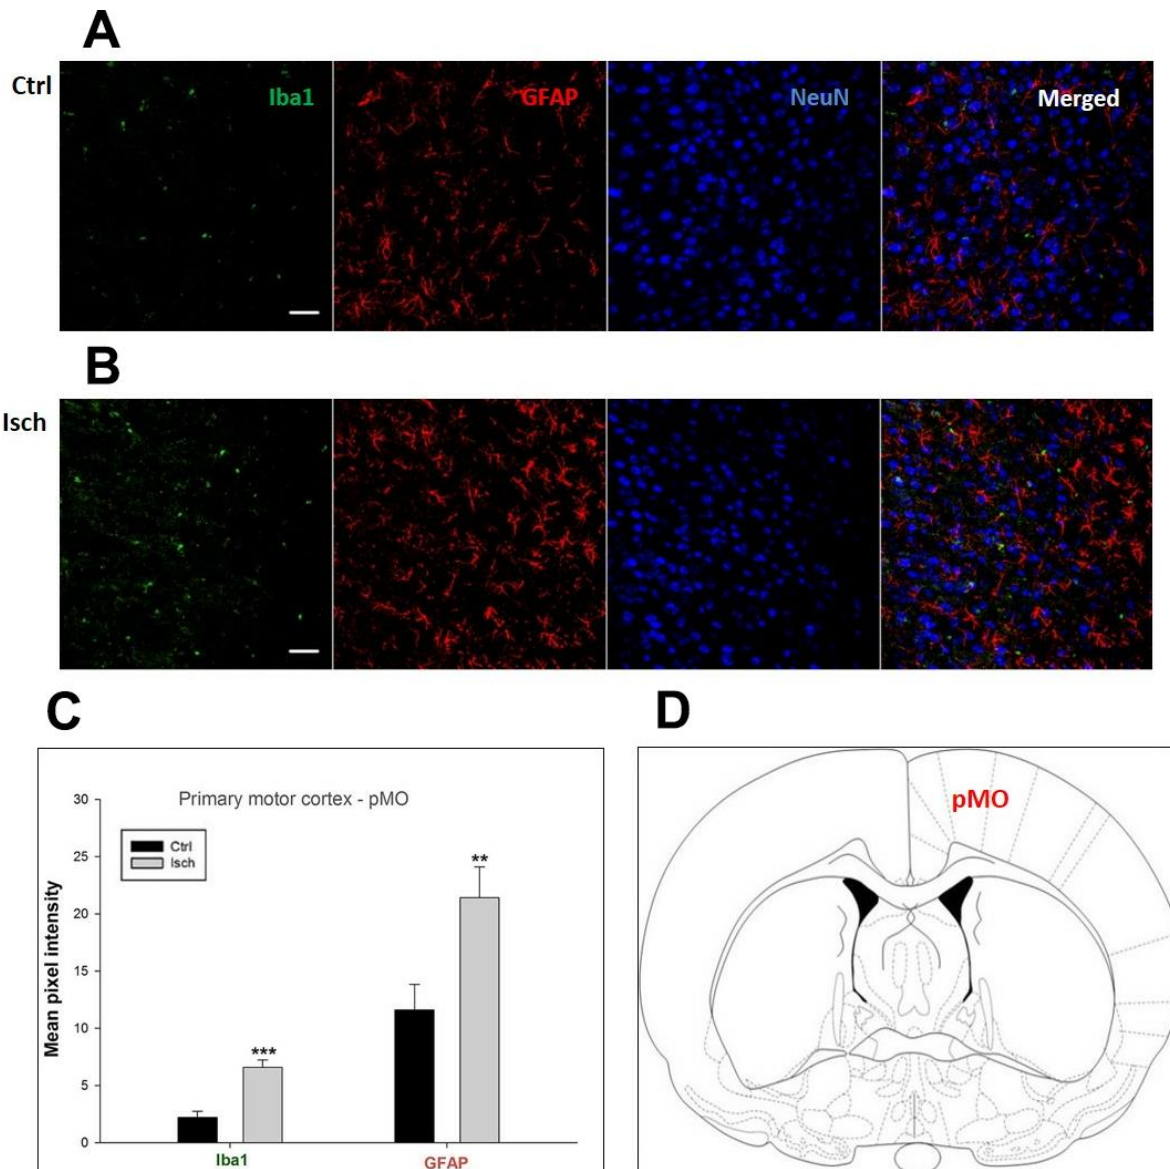 A
Ctrl
Iba1
GFAP
NeuN
Merged
B
Isch
C
D
Primary motor cortex - pMO
Ctrl
Isch
Mean pixel intensity
30
25
20
15
10
5
0
***
**
Iba1
GFAP
pMO